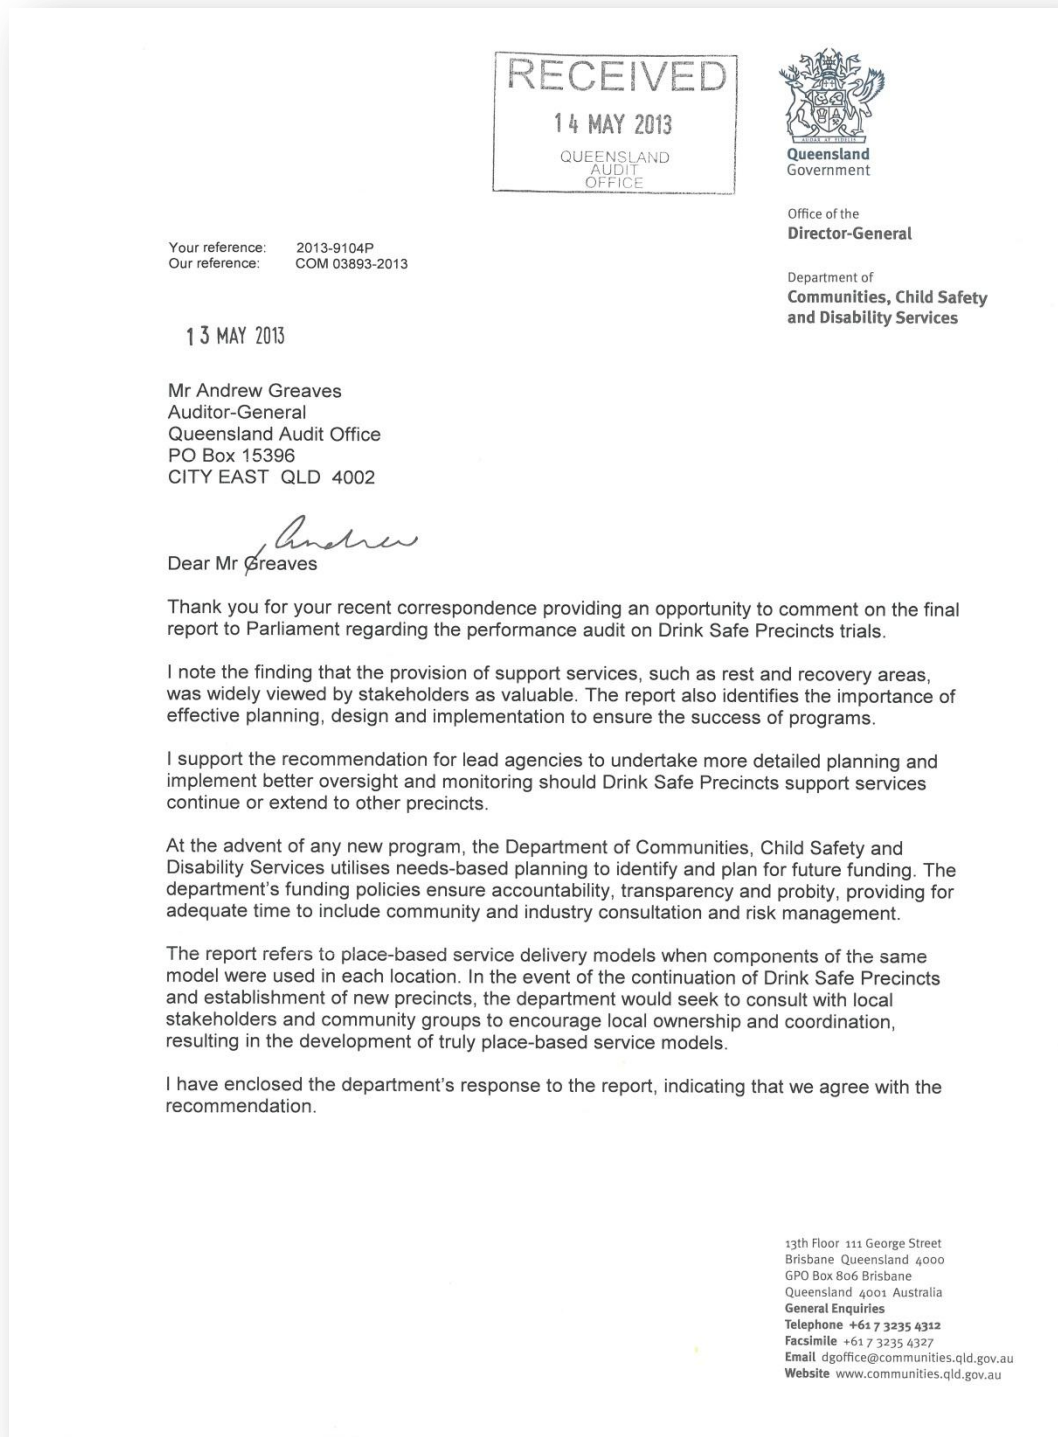 RECEIVED
14 MAY 2013
QUEENSLAND
AUDIT
OFFICE
Queensland
Government
Office of the
Director-General
Department of
Communities, Child Safety
and Disability Services
Your reference: 2013-9104P
Our reference: COM 03893-2013
13 MAY 2013
Mr Andrew Greaves
Auditor-General
Queensland Audit Office
PO Box 15396
CITY EAST QLD 4002
Andrew
Dear Mr Greaves
Thank you for your recent correspondence providing an opportunity to comment on the final
report to Parliament regarding the performance audit on Drink Safe Precincts trials.
I note the finding that the provision of support services, such as rest and recovery areas,
was widely viewed by stakeholders as valuable. The report also identifies the importance of
effective planning, design and implementation to ensure the success of programs.
I support the recommendation for lead agencies to undertake more detailed planning and
implement better oversight and monitoring should Drink Safe Precincts support services
continue or extend to other precincts.
At the advent of any new program, the Department of Communities, Child Safety and
Disability Services utilises needs-based planning to identify and plan for future funding. The
department's funding policies ensure accountability, transparency and probity, providing for
adequate time to include community and industry consultation and risk management.
The report refers to place-based service delivery models when components of the same
model were used in each location. In the event of the continuation of Drink Safe Precincts
and establishment of new precincts, the department would seek to consult with local
stakeholders and community groups to encourage local ownership and coordination,
resulting in the development of truly place-based service models.
I have enclosed the department's response to the report, indicating that we agree with the
recommendation.
13th Floor 111 George Street
Brisbane Queensland 4000
GPO Box 806 Brisbane
Queensland 4001 Australia
General Enquiries
Telephone +61 7 3235 4312
Facsimile +61 7 3235 4327
Email dgoffice@communities.qld.gov.au
Website www.communities.qld.gov.au